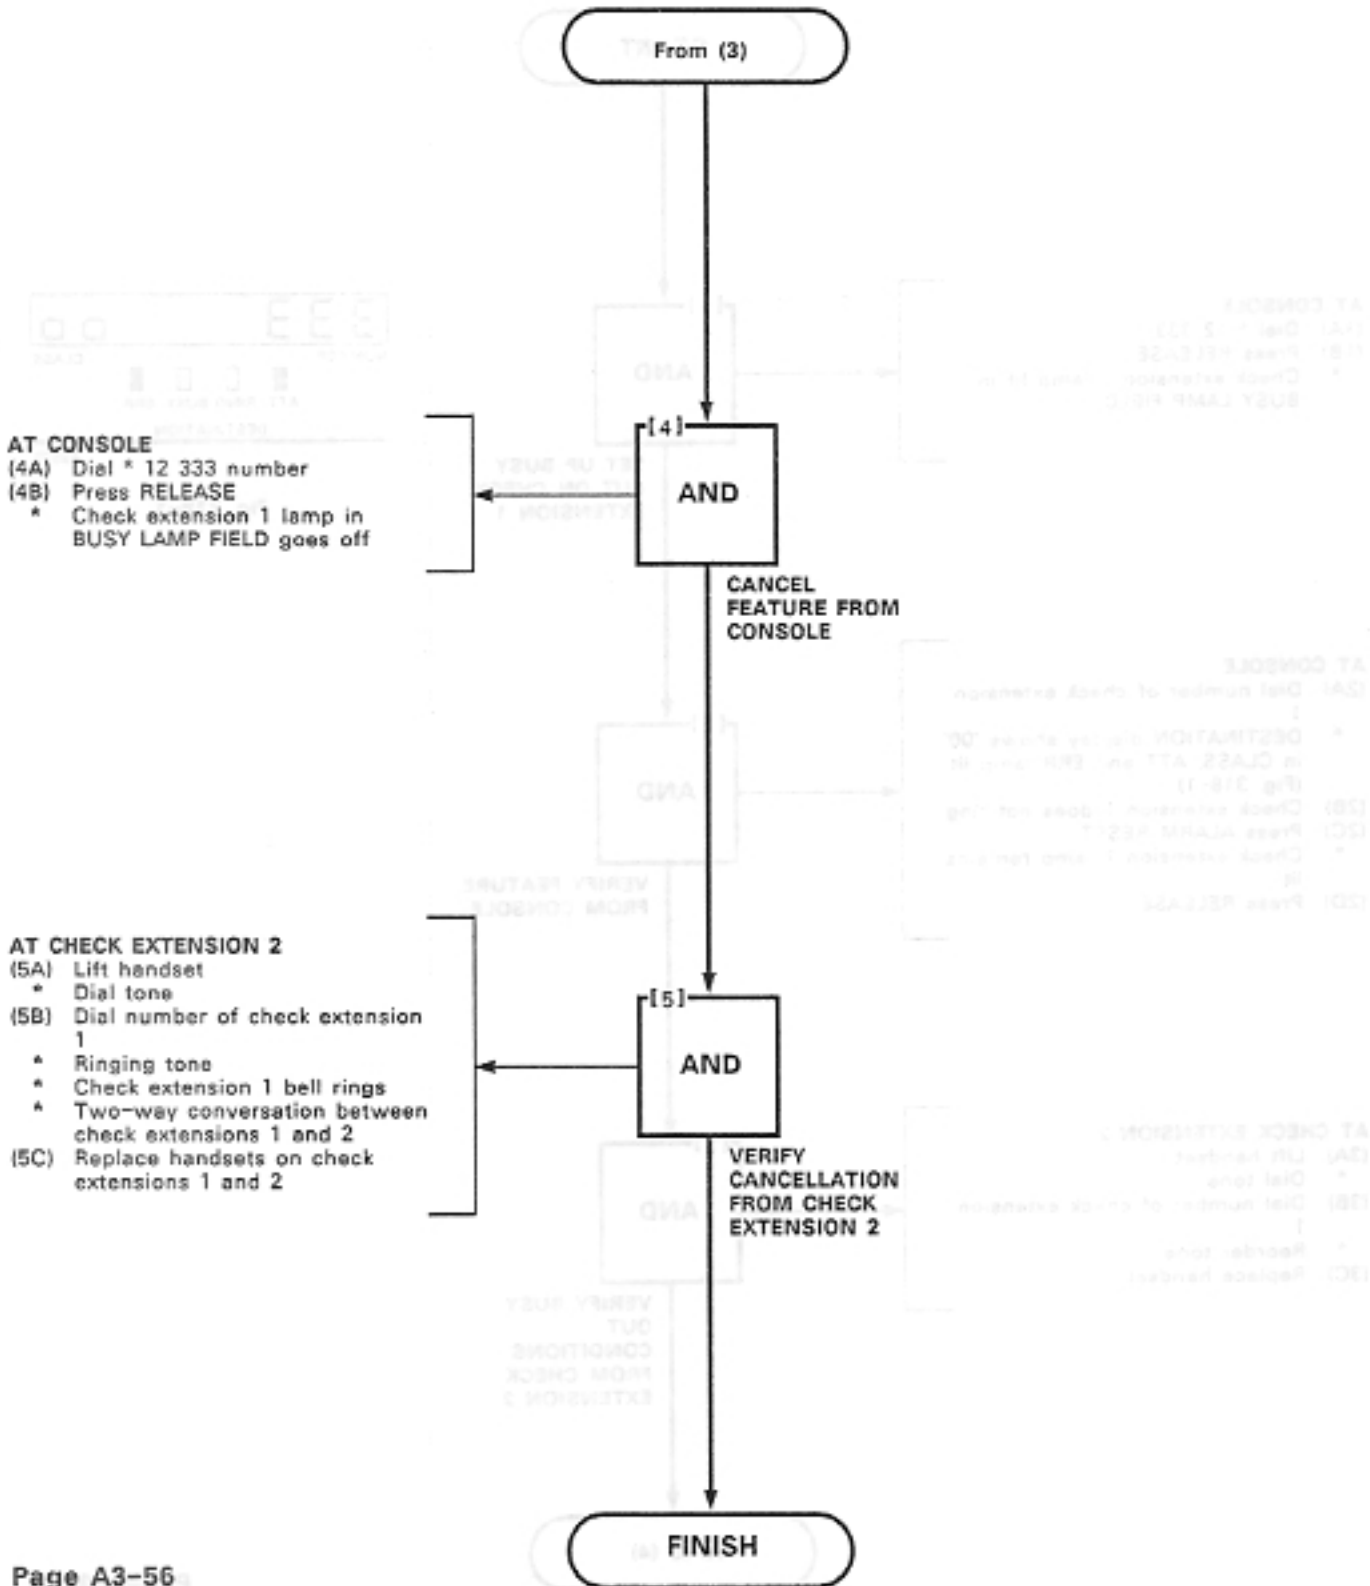 From (3)
[4]
AND
AT CONSOLE
(4A) Dial * 12 333 number
(4B) Press RELEASE
* Check extension 1 lamp in
BUSY LAMP FIELD goes off
CANCEL
FEATURE FROM
CONSOLE
[5]
AND
AT CHECK EXTENSION 2
(5A) Lift handset
* Dial tone
(5B) Dial number of check extension
1
* Ringing tone
* Check extension 1 bell rings
* Two-way conversation between
check extensions 1 and 2
(5C) Replace handsets on check
extensions 1 and 2
VERIFY
CANCELLATION
FROM CHECK
EXTENSION 2
FINISH
Page A3-56